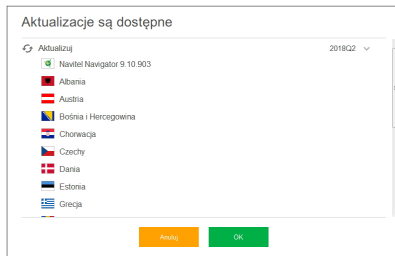 Aktualizacje są dostępne
Aktualizuj 2018Q2
Navitel Navigator 9.10.903
Albania
Austria
Bośnia i Hercegowina
Chorwacja
Czechy
Dania
Estonia
Grecja
Anuluj OK